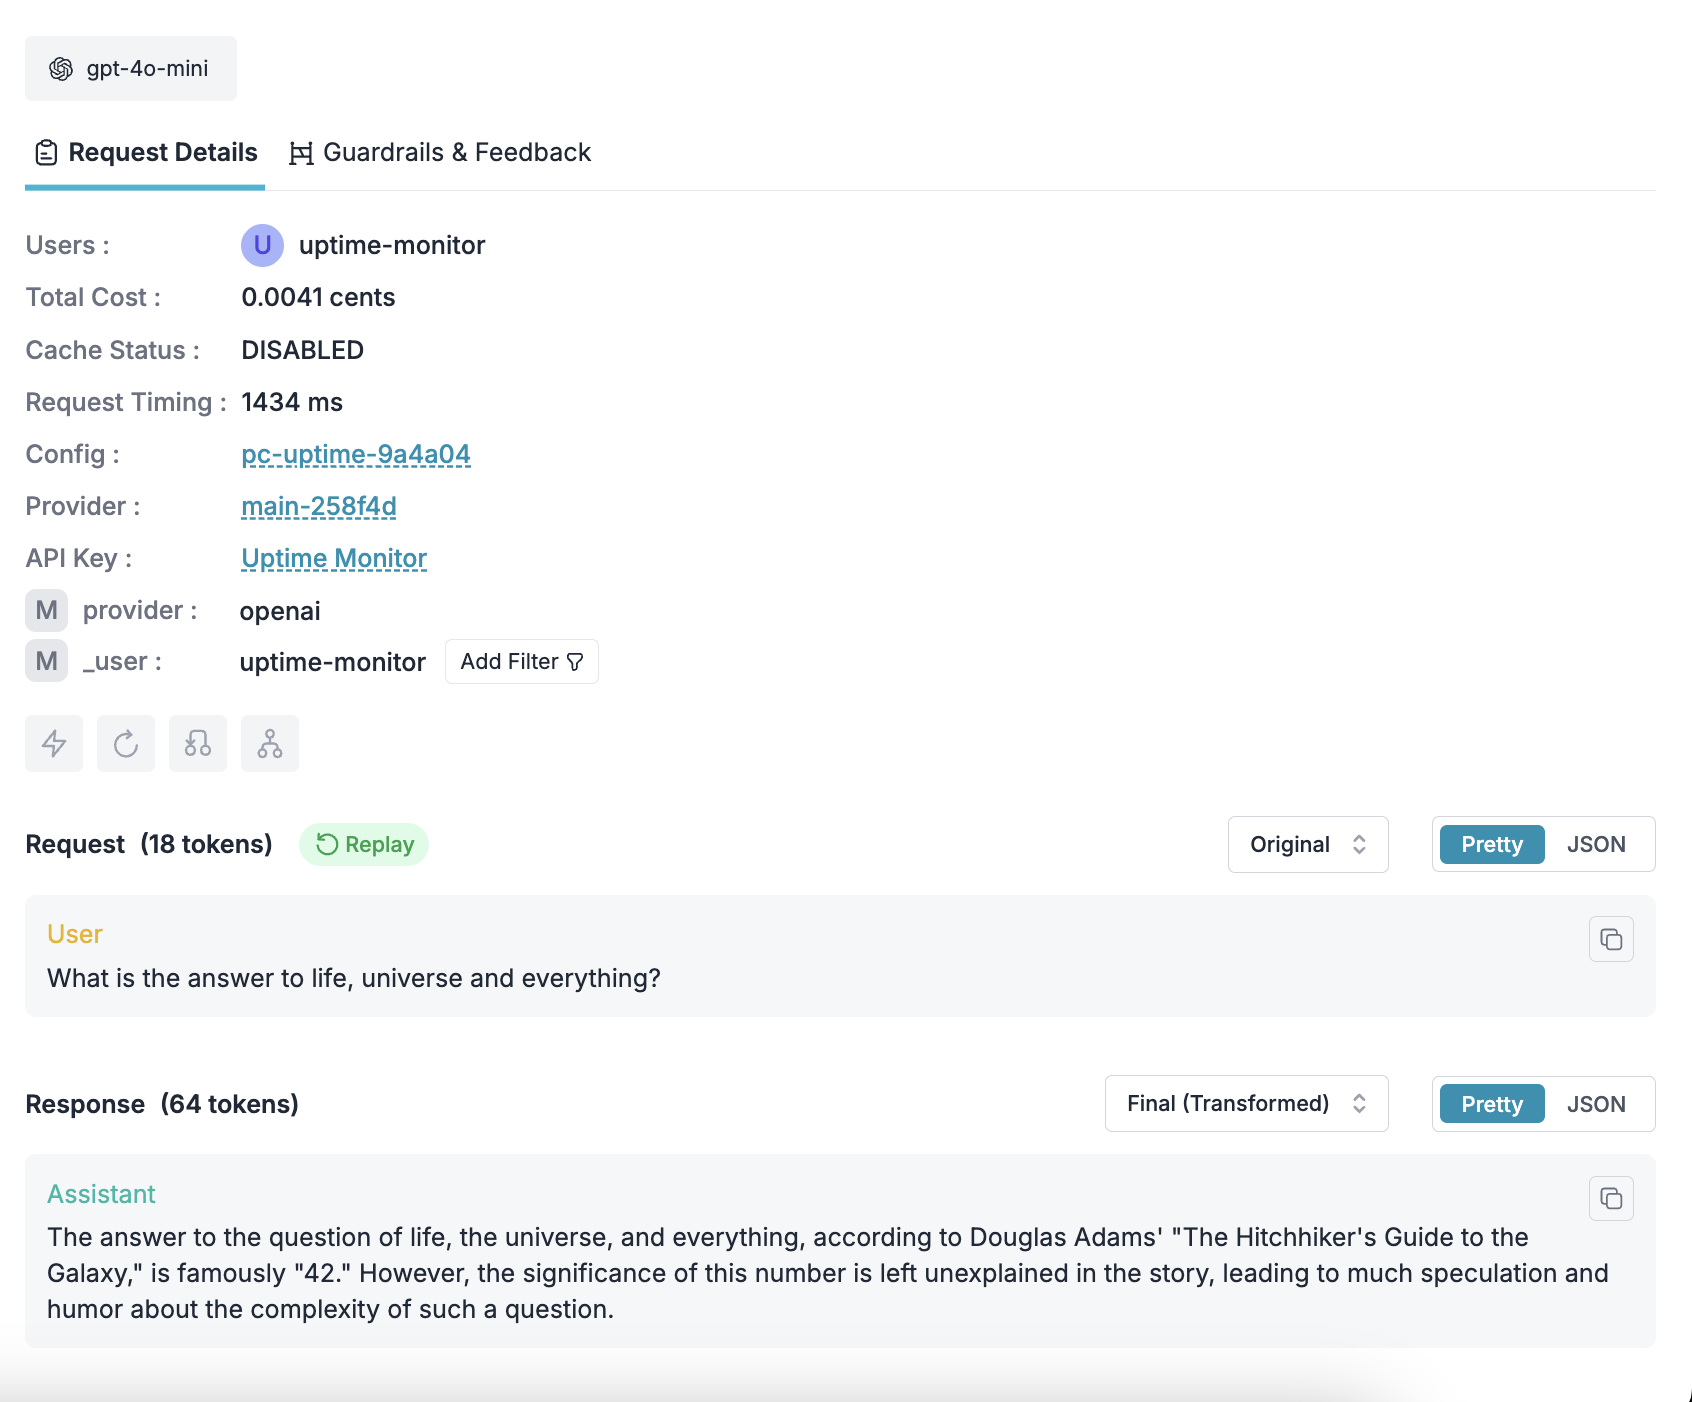 gpt-4o-mini
Request Details Guardrails & Feedback
Users : U uptime-monitor
Total Cost : 0.0041 cents
Cache Status : DISABLED
Request Timing : 1434 ms
Config : pc-uptime-9a4a04
Provider : main-258f4d
API Key : Uptime Monitor
M provider : openai
M _user : uptime-monitor Add Filter
Request (18 tokens) Replay Original Pretty JSON
User
What is the answer to life, universe and everything?
Response (64 tokens) Final (Transformed) Pretty JSON
Assistant
The answer to the question of life, the universe, and everything, according to Douglas Adams' "The Hitchhiker's Guide to the
Galaxy," is famously "42." However, the significance of this number is left unexplained in the story, leading to much speculation and
humor about the complexity of such a question.